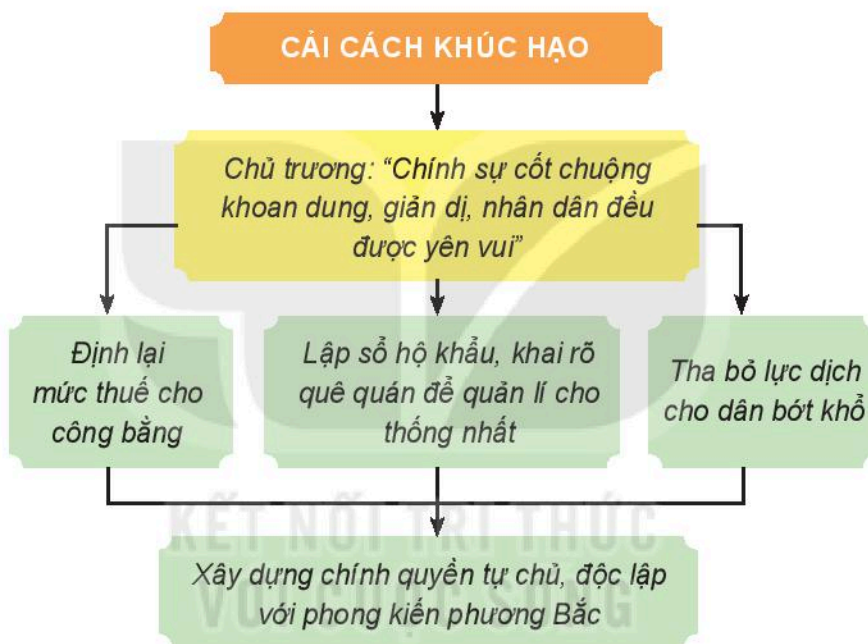 CẢI CÁCH KHÚC HẠO
Chủ trương: “Chính sự cốt chuộng
khoan dung, giản dị, nhân dân đều
được yên vui”
Định lại
mức thuế cho
công bằng
Lập sổ hộ khẩu, khai rõ
quê quán để quản lí cho
thống nhất
Tha bỏ lực dịch
cho dân bớt khổ
KẾT NỐI TRI THỨC
VỚI CUỘC SỐNG
Xây dựng chính quyền tự chủ, độc lập
với phong kiến phương Bắc